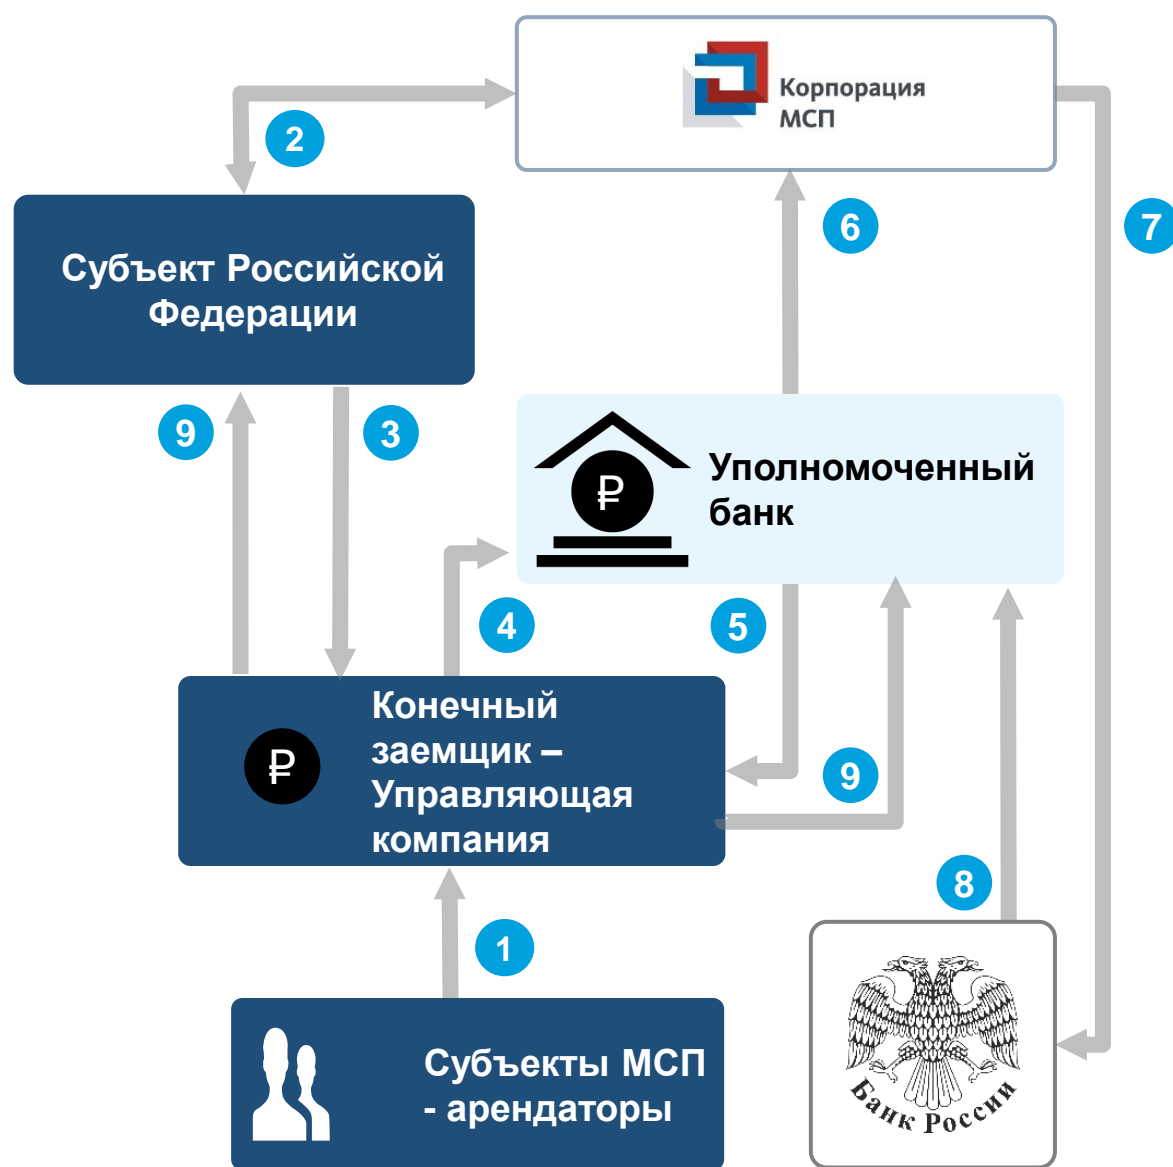 Корпорация
МСП
2
6
7
Субъект Российской
Федерации
9
3
₽
Уполномоченный
банк
4
5
Конечный
заемщик –
Управляющая
компания
₽
9
8
1
Субъекты МСП
- арендаторы
Банк России